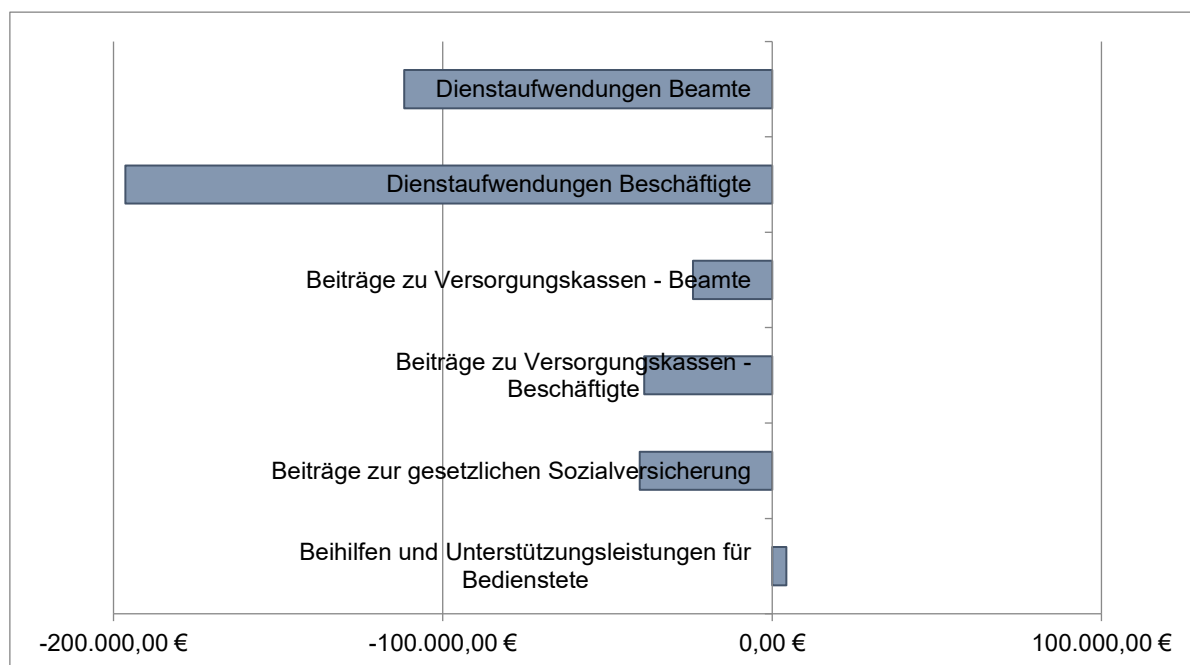 Dienstaufwendungen Beamte
Dienstaufwendungen Beschäftigte
Beiträge zu Versorgungskassen - Beamte
Beiträge zu Versorgungskassen -
Beschäftigte
Beiträge zur gesetzlichen Sozialversicherung
Beihilfen und Unterstützungsleistungen für
Bedienstete
-200.000,00 € -100.000,00 € 0,00 € 100.000,00 €